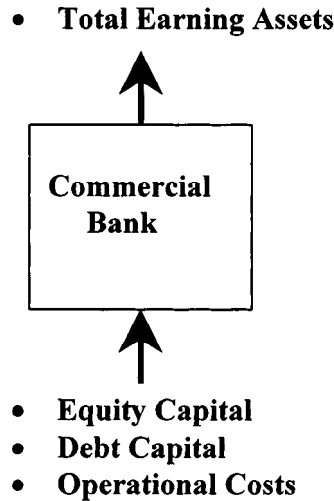 • Total Earning Assets
Commercial
Bank
• Equity Capital
• Debt Capital
• Operational Costs